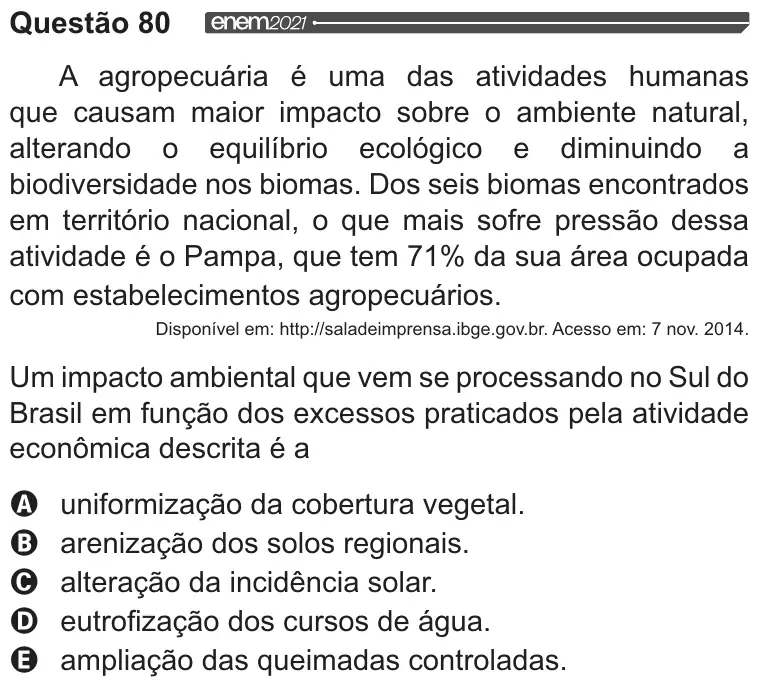 Questão 80 enem2021
A agropecuária é uma das atividades humanas
que causam maior impacto sobre o ambiente natural,
alterando o equilíbrio ecológico e diminuindo a
biodiversidade nos biomas. Dos seis biomas encontrados
em território nacional, o que mais sofre pressão dessa
atividade é o Pampa, que tem 71% da sua área ocupada
com estabelecimentos agropecuários.
Disponível em: http://saladeimprensa.ibge.gov.br. Acesso em: 7 nov. 2014.
Um impacto ambiental que vem se processando no Sul do
Brasil em função dos excessos praticados pela atividade
econômica descrita é a
A uniformização da cobertura vegetal.
B arenização dos solos regionais.
C alteração da incidência solar.
D eutrofização dos cursos de água.
E ampliação das queimadas controladas.